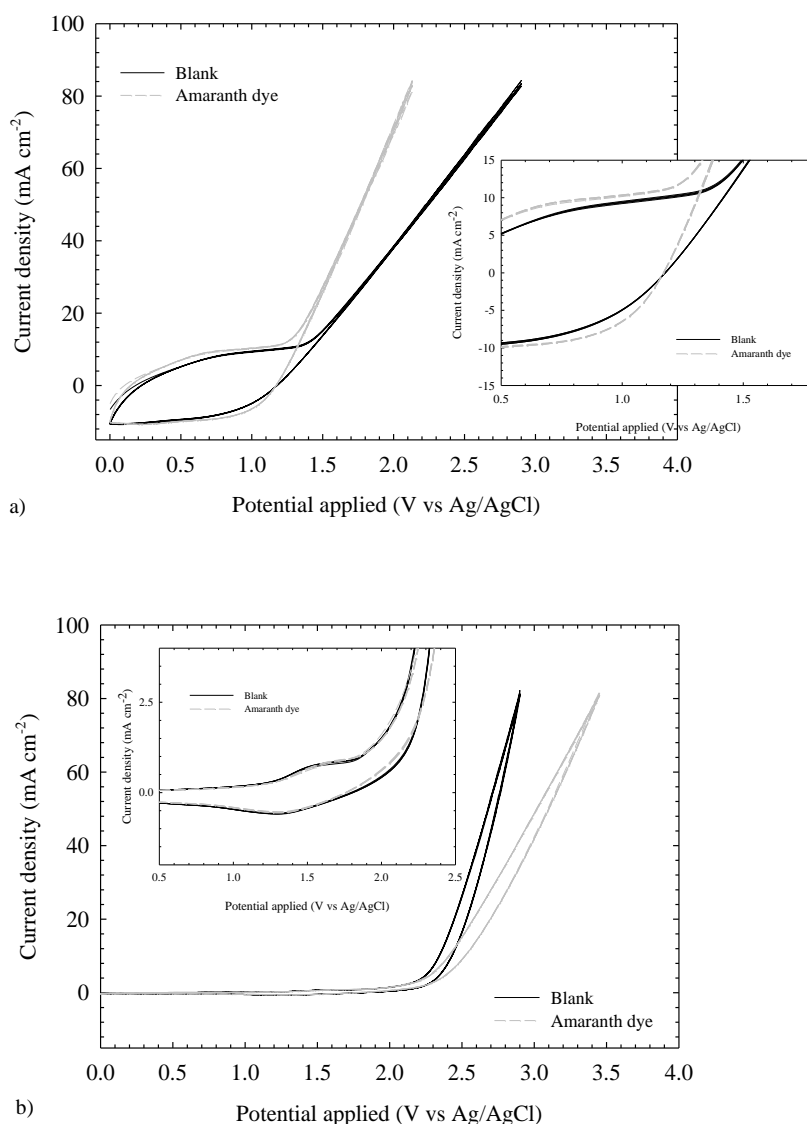 100
80
60
40
20
0
Current density (mA cm-2)
Blank
Amaranth dye
0.0 0.5 1.0 1.5 2.0 2.5 3.0 3.5 4.0
Potential applied (V vs Ag/AgCl)
a)
15
10
5
0
-5
-10
-15
Current density (mA cm-2)
Blank
Amaranth dye
0.5 1.0 1.5
Potential applied (V vs Ag/AgCl)
100
80
60
40
20
0
Current density (mA cm-2)
2.5
0.0
Current density (mA cm-2)
Blank
Amaranth dye
0.5 1.0 1.5 2.0 2.5
Potential applied (V vs Ag/AgCl)
Blank
Amaranth dye
0.0 0.5 1.0 1.5 2.0 2.5 3.0 3.5 4.0
Potential applied (V vs Ag/AgCl)
b)